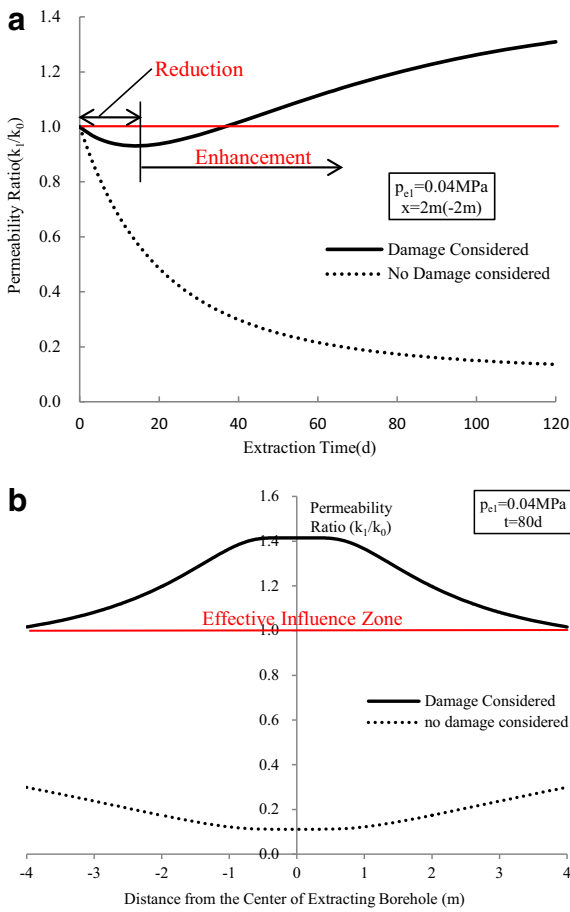 a
1.4
1.2
1.0
0.8
0.6
0.4
0.2
0.0
Permeability Ratio(k₁/k₀)
Reduction
Enhancement
pₑ₁=0.04MPa
x=2m(-2m)
Damage Considered
No Damage considered
0 20 40 60 80 100 120
Extraction Time(d)
b
1.6
1.4
1.2
1.0
0.8
0.6
0.4
0.2
0.0
Permeability
Ratio (k₁/k₀)
pₑ₁=0.04MPa
t=80d
Effective Influence Zone
Damage Considered
no damage considered
-4 -3 -2 -1 0 1 2 3 4
Distance from the Center of Extracting Borehole (m)